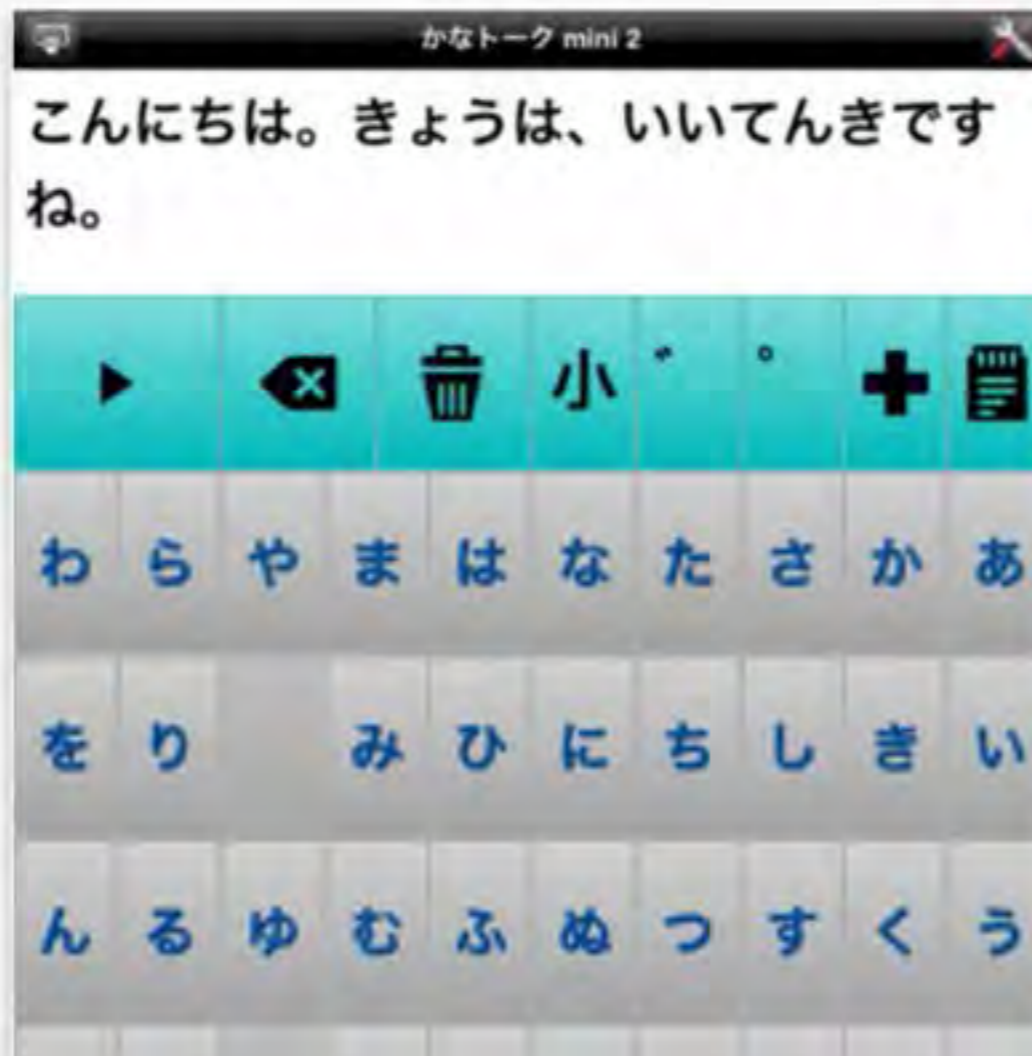 かなトーク mini 2
こんにちは。きょうは、いいてんきです
ね。
小 ゛ ゜
わ ら や ま は な た さ か あ
を り み ひ に ち し き い
ん る ゆ む ふ ぬ つ す く う